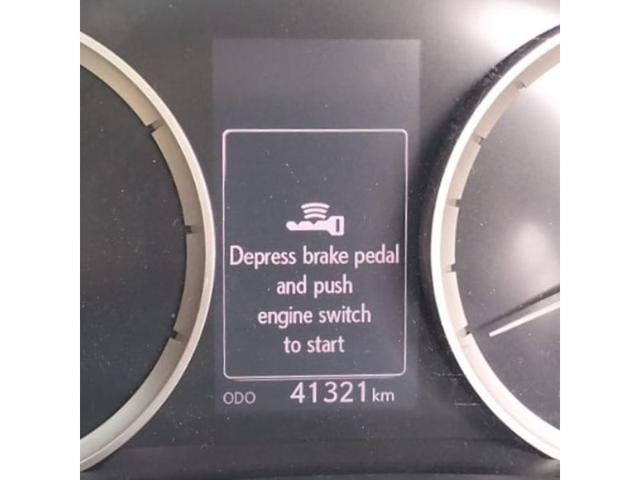 Depress brake pedal
and push
engine switch
to start
ODO 41321 km